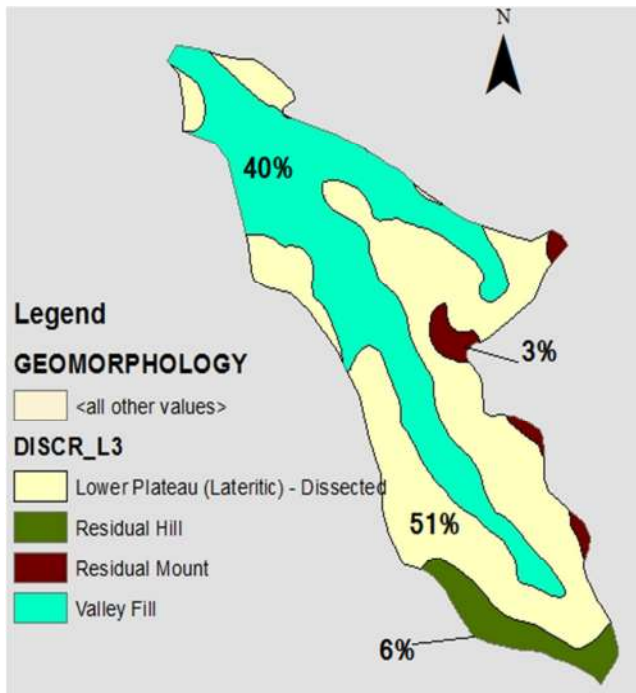 N
40%
Legend
GEOMORPHOLOGY
3%
<all other values>
DISCR_L3
Lower Plateau (Lateritic) - Dissected
51%
Residual Hill
Residual Mount
Valley Fill
6%